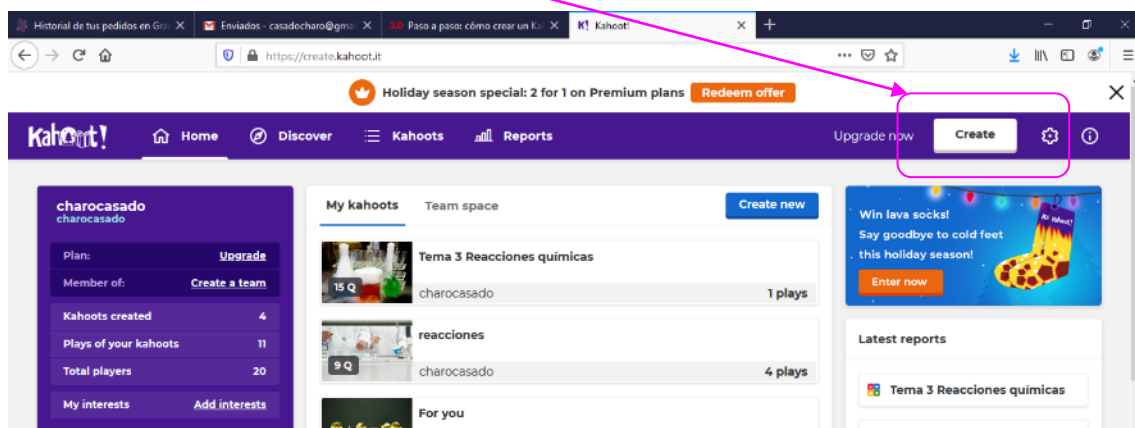 Historial de tus pedidos en Gra
Enviados - casadocharo@gma
Paso a paso: cómo crear un Ka
K! Kahoot!
https://create.kahoot.it
Holiday season special: 2 for 1 on Premium plans Redeem offer
Kahoot! Home Discover Kahoots Reports Upgrade now Create
charocasado
charocasado
Plan: Upgrade
Member of: Create a team
Kahoots created 4
Plays of your kahoots 11
Total players 20
My interests Add interests
My kahoots Team space Create new
Tema 3 Reacciones químicas
15 Q
charocasado 1 plays
reacciones
9 Q
charocasado 4 plays
For you
Win lava socks!
Say goodbye to cold feet
this holiday season!
Enter now
Latest reports
Tema 3 Reacciones químicas